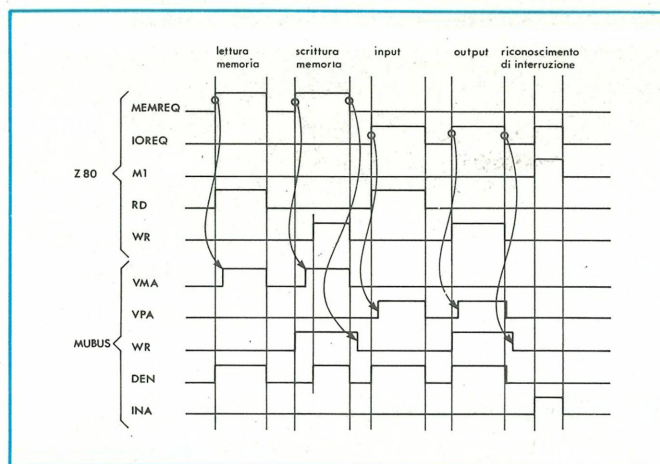 lettura scrittura input output riconoscimento
memoria memoria di interruzione
MEMREQ
IOREQ
Z 80
M1
RD
WR
VMA
VPA
MUBUS
WR
DEN
INA